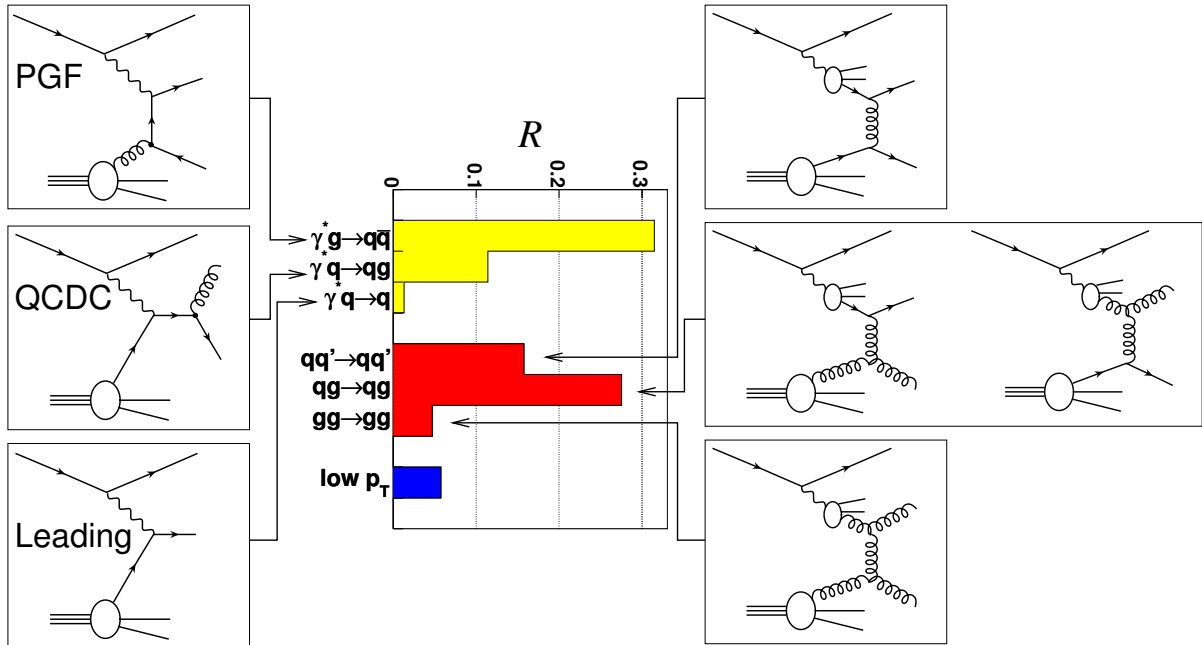 PGF
QCDC
Leading
R
0 0.1 0.2 0.3
γ*g→qq̅
γ*q→qg
γ*q→q
qq'→qq'
qg→qg
gg→gg
low pT